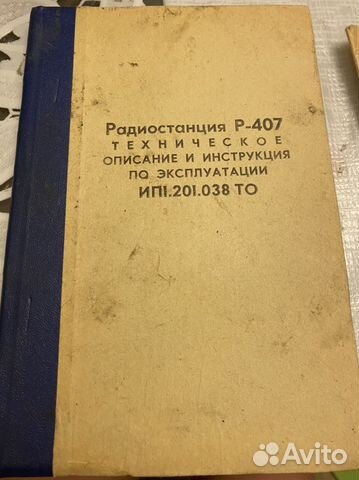 Радиостанция Р-407
ТЕХНИЧЕСКОЕ
ОПИСАНИЕ И ИНСТРУКЦИЯ
ПО ЭКСПЛУАТАЦИИ
ИП1.201.038 ТО
Avito